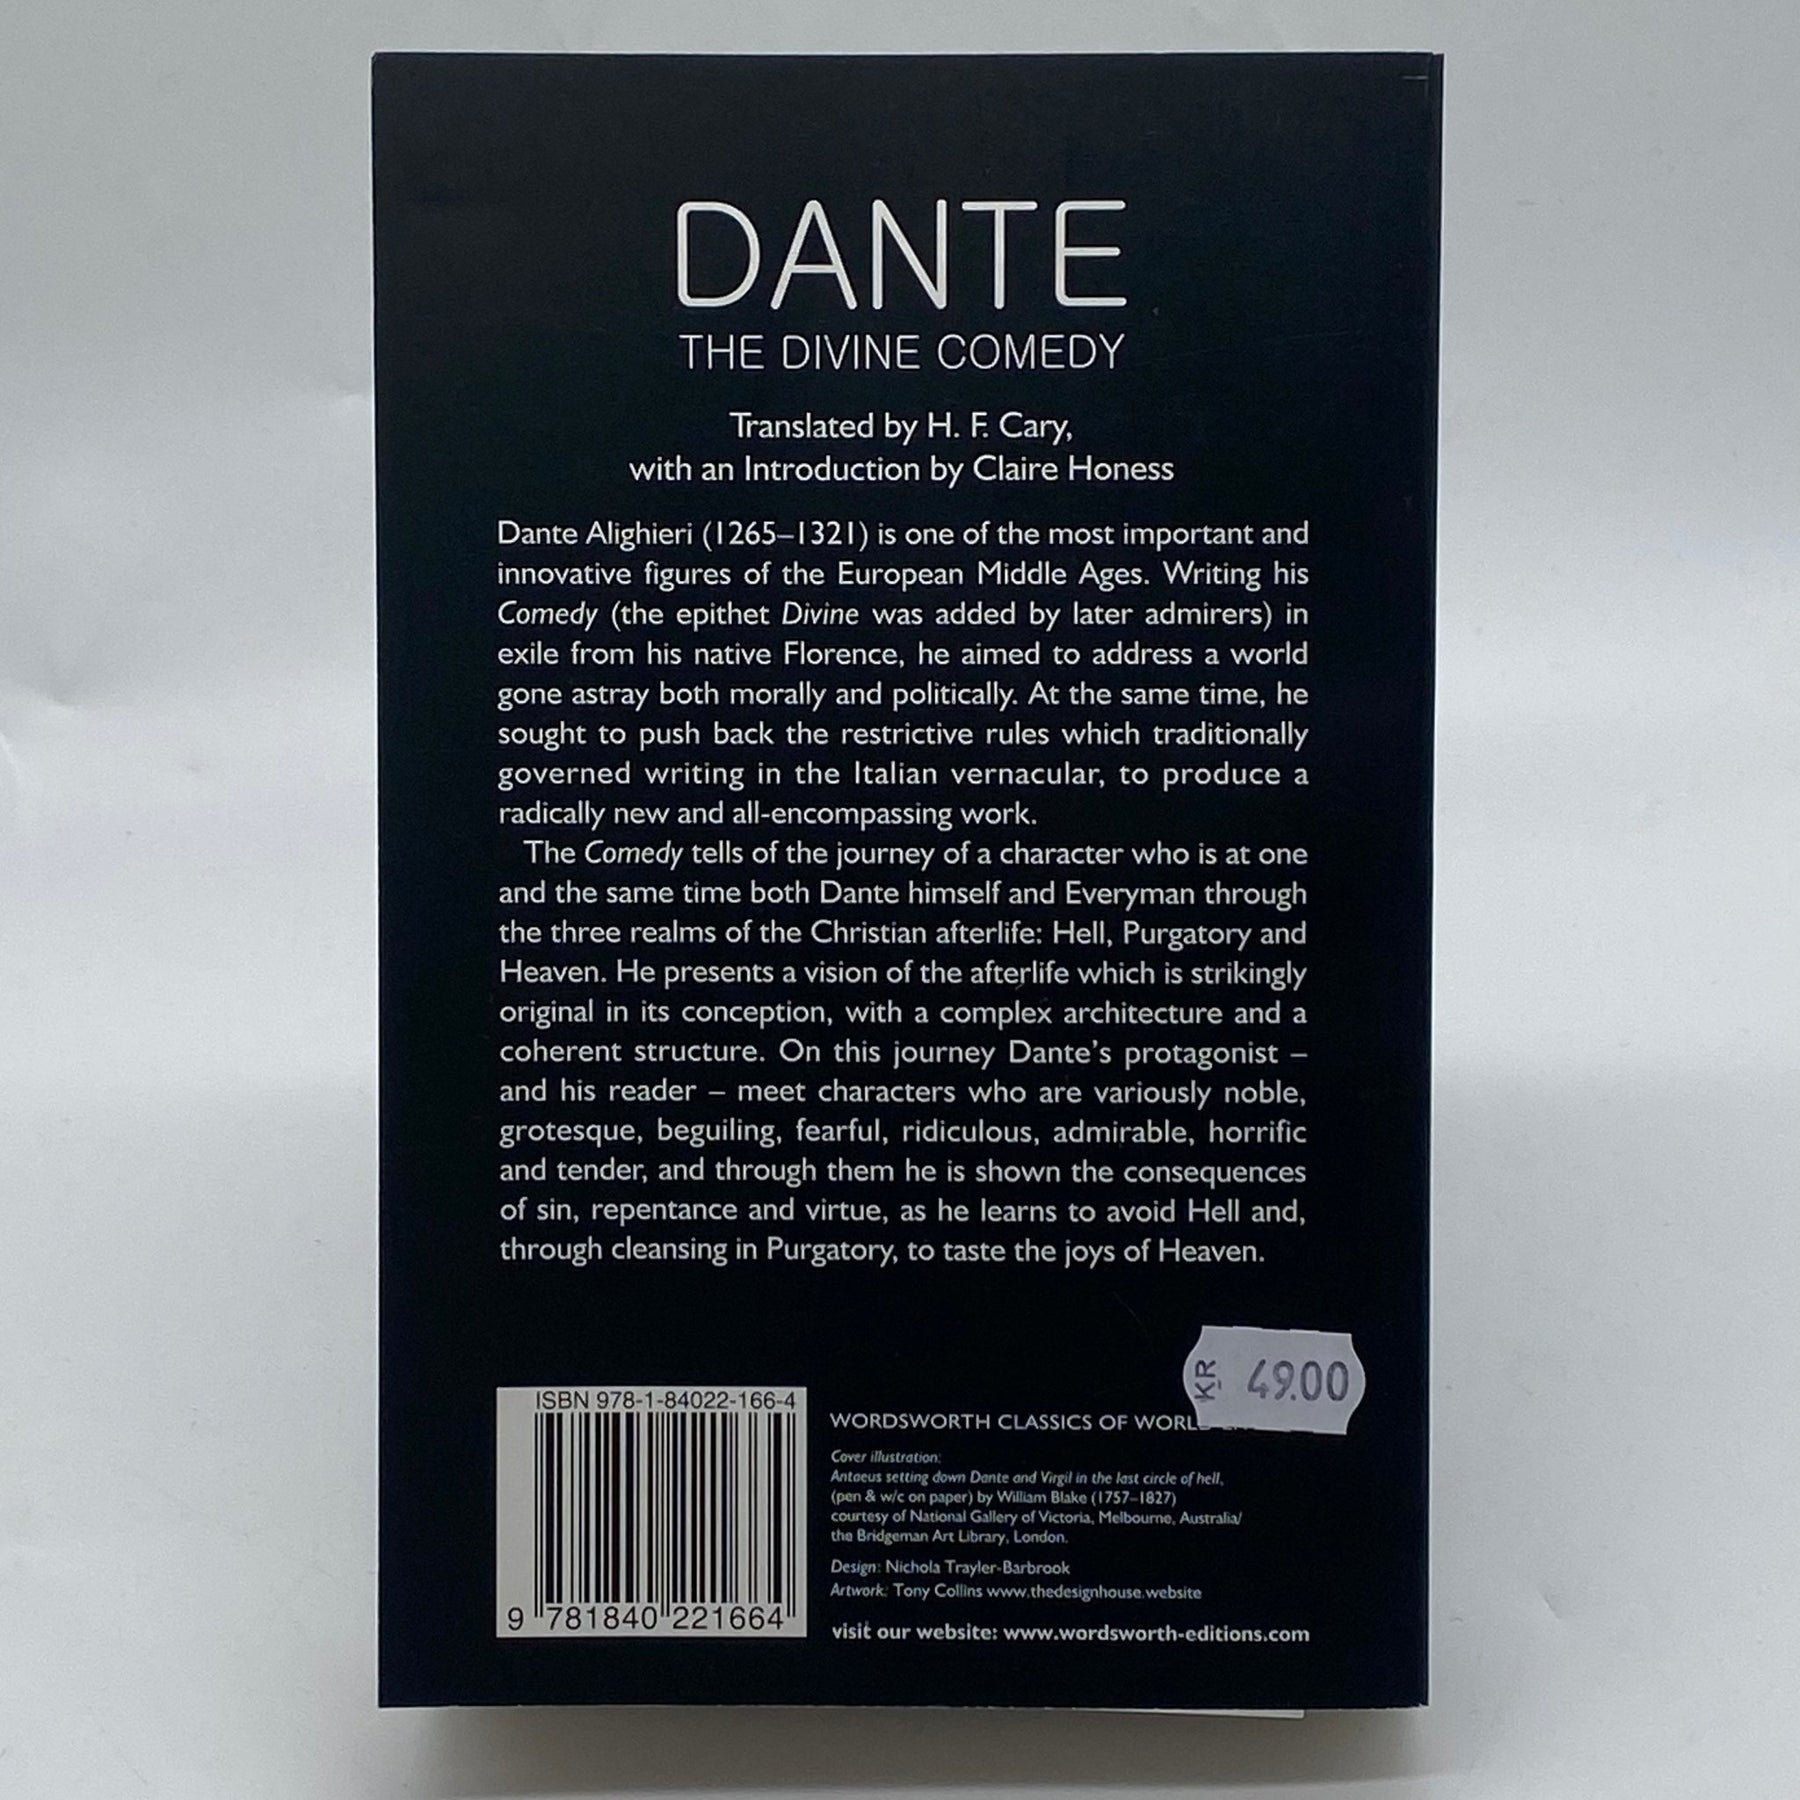 DANTE
THE DIVINE COMEDY
Translated by H. F. Cary,
with an Introduction by Claire Honess
Dante Alighieri (1265–1321) is one of the most important and
innovative figures of the European Middle Ages. Writing his
Comedy (the epithet Divine was added by later admirers) in
exile from his native Florence, he aimed to address a world
gone astray both morally and politically. At the same time, he
sought to push back the restrictive rules which traditionally
governed writing in the Italian vernacular, to produce a
radically new and all-encompassing work.
The Comedy tells of the journey of a character who is at one
and the same time both Dante himself and Everyman through
the three realms of the Christian afterlife: Hell, Purgatory and
Heaven. He presents a vision of the afterlife which is strikingly
original in its conception, with a complex architecture and a
coherent structure. On this journey Dante's protagonist –
and his reader – meet characters who are variously noble,
grotesque, beguiling, fearful, ridiculous, admirable, horrific
and tender, and through them he is shown the consequences
of sin, repentance and virtue, as he learns to avoid Hell and,
through cleansing in Purgatory, to taste the joys of Heaven.
KR 49.00
ISBN 978-1-84022-166-4
9 781840 221664
WORDSWORTH CLASSICS OF WORLD
Cover illustration:
Antaeus setting down Dante and Virgil in the last circle of hell,
(pen & w/c on paper) by William Blake (1757–1827)
courtesy of National Gallery of Victoria, Melbourne, Australia/
the Bridgeman Art Library, London.
Design: Nichola Trayler-Barbrook
Artwork: Tony Collins www.thedesignhouse.website
visit our website: www.wordsworth-editions.com